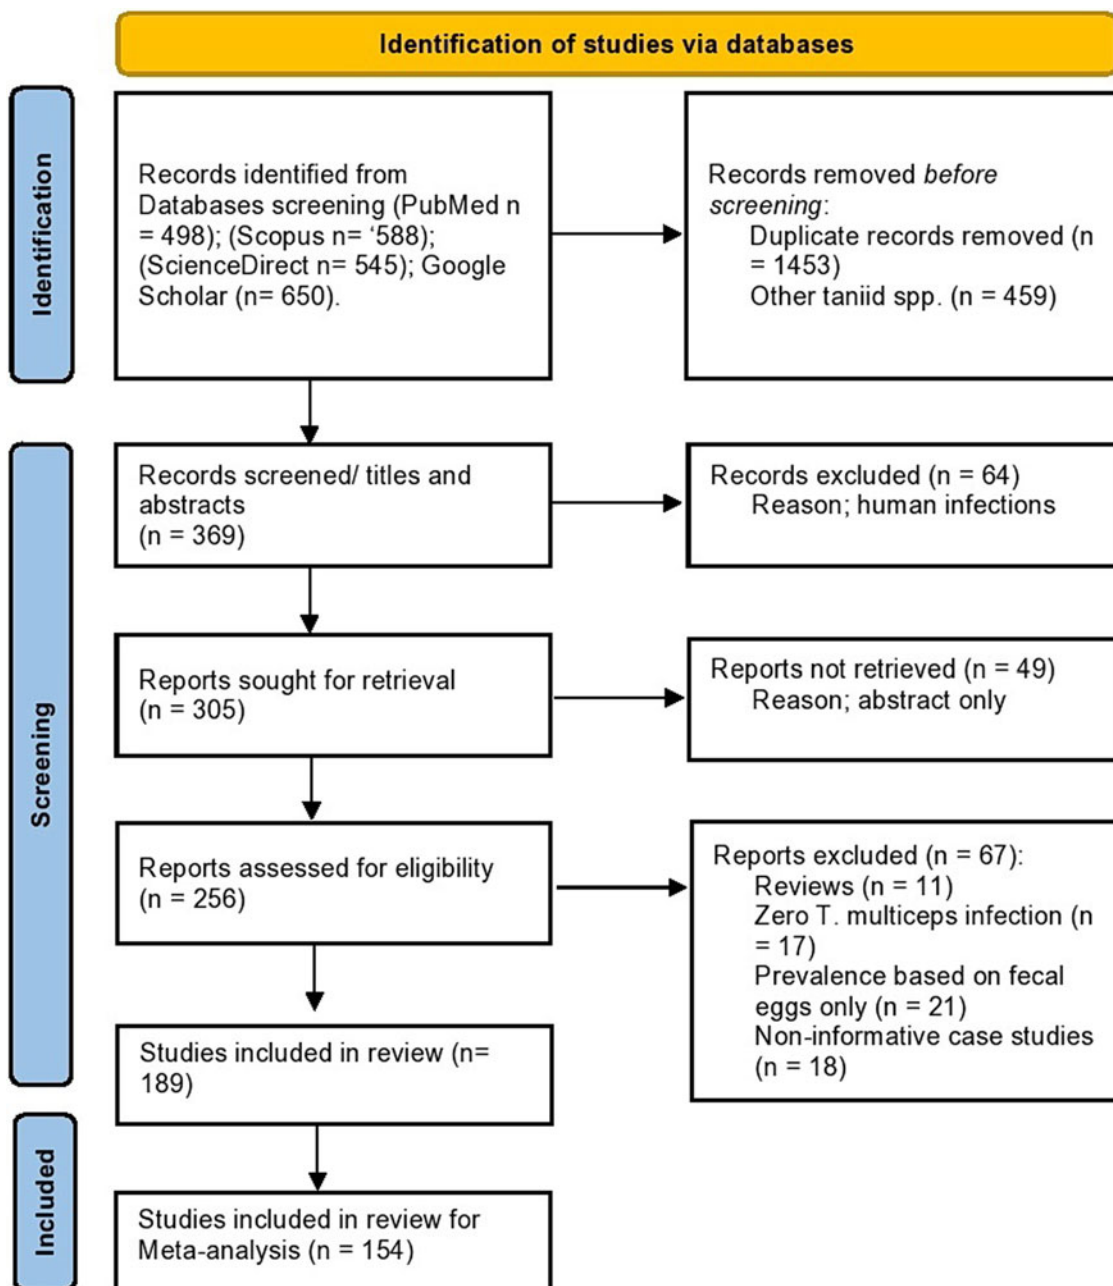 Identification of studies via databases
Identification
Records identified from
Databases screening (PubMed n
= 498); (Scopus n= ‘588);
(ScienceDirect n= 545); Google
Scholar (n= 650).
Records removed before
screening:
Duplicate records removed (n
= 1453)
Other taniid spp. (n = 459)
Screening
Records screened/ titles and
abstracts
(n = 369)
Records excluded (n = 64)
Reason; human infections
Reports sought for retrieval
(n = 305)
Reports not retrieved (n = 49)
Reason; abstract only
Reports assessed for eligibility
(n = 256)
Reports excluded (n = 67):
Reviews (n = 11)
Zero T. multiceps infection (n
= 17)
Prevalence based on fecal
eggs only (n = 21)
Non-informative case studies
(n = 18)
Studies included in review (n=
189)
Included
Studies included in review for
Meta-analysis (n = 154)